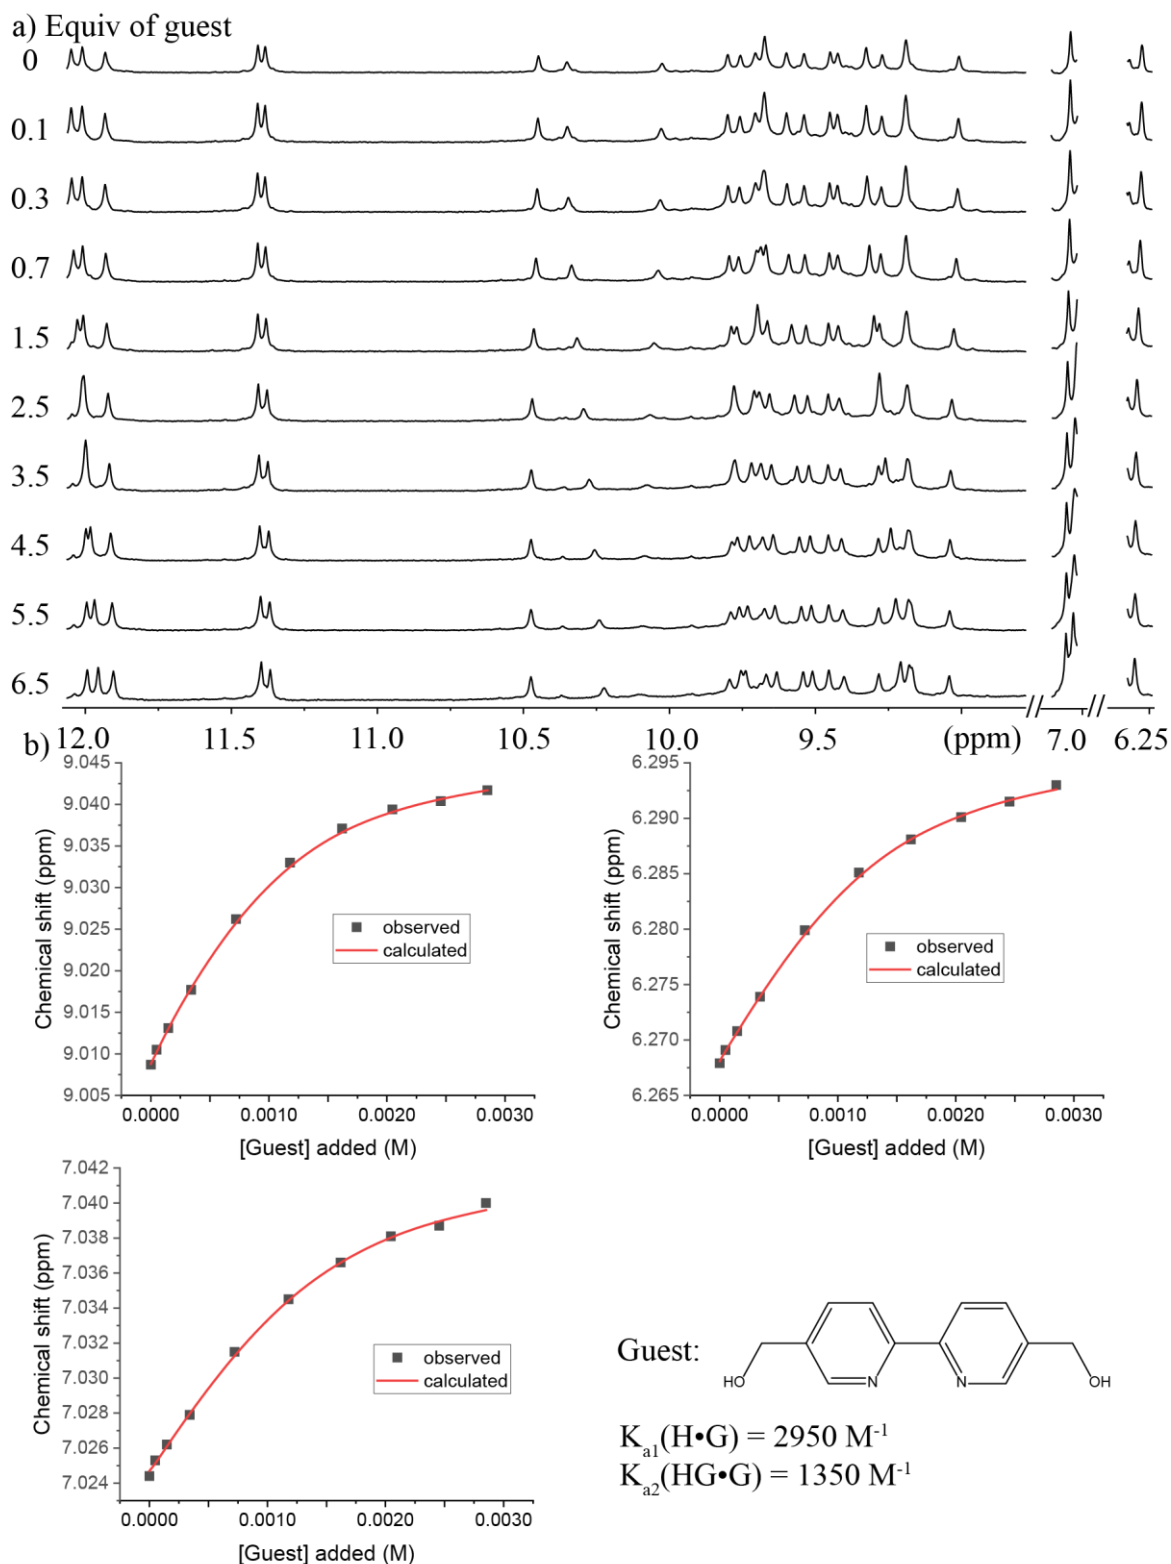 a) Equiv of guest
0
0.1
0.3
0.7
1.5
2.5
3.5
4.5
5.5
6.5
12.0 11.5 11.0 10.5 10.0 9.5 (ppm) 7.0 6.25
b)
9.045
9.040
9.035
9.030
9.025
9.020
9.015
9.010
9.005
Chemical shift (ppm)
observed
calculated
0.0000 0.0010 0.0020 0.0030
[Guest] added (M)
6.295
6.290
6.285
6.280
6.275
6.270
6.265
Chemical shift (ppm)
observed
calculated
0.0000 0.0010 0.0020 0.0030
[Guest] added (M)
7.042
7.040
7.038
7.036
7.034
7.032
7.030
7.028
7.026
7.024
Chemical shift (ppm)
observed
calculated
0.0000 0.0010 0.0020 0.0030
[Guest] added (M)
Guest:
HO N N OH
Ka1(H•G) = 2950 M-1
Ka2(HG•G) = 1350 M-1